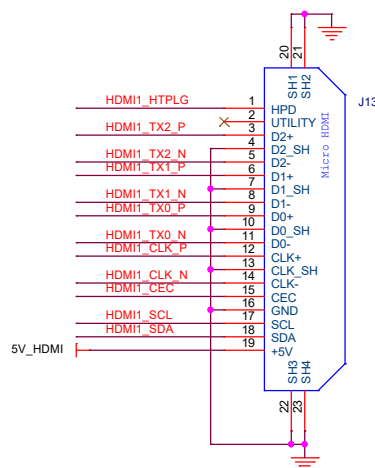 20
21
SH1
SH2
J13
Micro HDMI
HDMI1_HTPLG 1 HPD
2 UTILITY
HDMI1_TX2_P 3 D2+
4 D2_SH
HDMI1_TX2_N 5 D2-
HDMI1_TX1_P 6 D1+
7 D1_SH
HDMI1_TX1_N 8 D1-
HDMI1_TX0_P 9 D0+
10 D0_SH
HDMI1_TX0_N 11 D0-
HDMI1_CLK_P 12 CLK+
13 CLK_SH
HDMI1_CLK_N 14 CLK-
HDMI1_CEC 15 CEC
16 GND
HDMI1_SCL 17 SCL
HDMI1_SDA 18 SDA
5V_HDMI 19 +5V
SH3
SH4
22
23